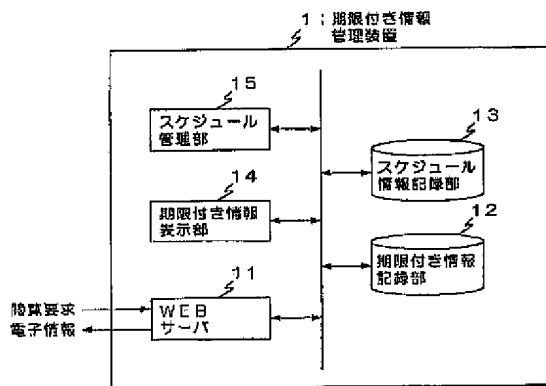 1；期限付き情報
管理装置
15
スケジュール
管理部
13
スケジュール
情報記録部
14
期限付き情報
表示部
12
期限付き情報
記録部
11
閲覧要求
電子情報
WEB
サーバ